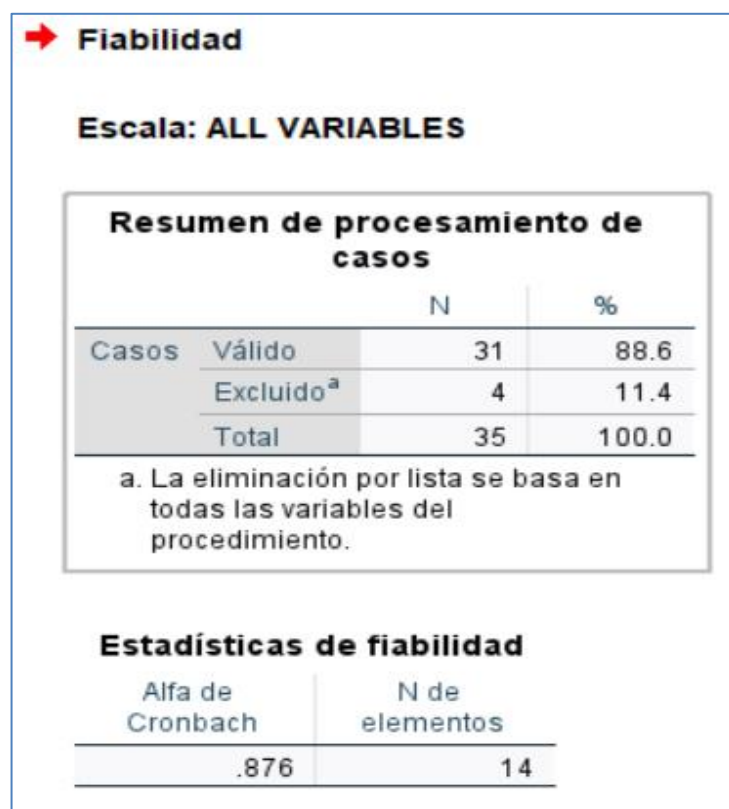 Fiabilidad
Escala: ALL VARIABLES
Resumen de procesamiento de
casos
N %
Casos Válido 31 88.6
Excluidoᵃ 4 11.4
Total 35 100.0
a. La eliminación por lista se basa en
todas las variables del
procedimiento.
Estadísticas de fiabilidad
Alfa de N de
Cronbach elementos
.876 14